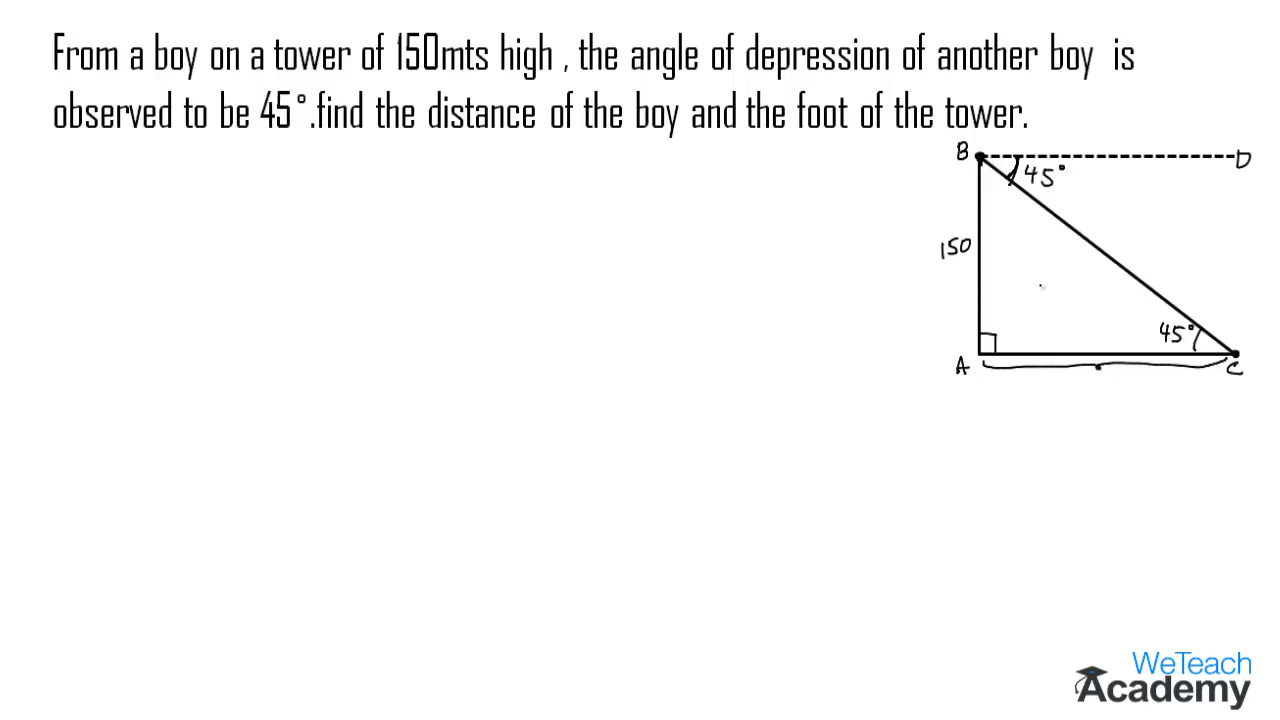 From a boy on a tower of 150mts high , the angle of depression of another boy is
observed to be 45°.find the distance of the boy and the foot of the tower.
B
D
45°
150
45°
A
C
WeTeach
Academy